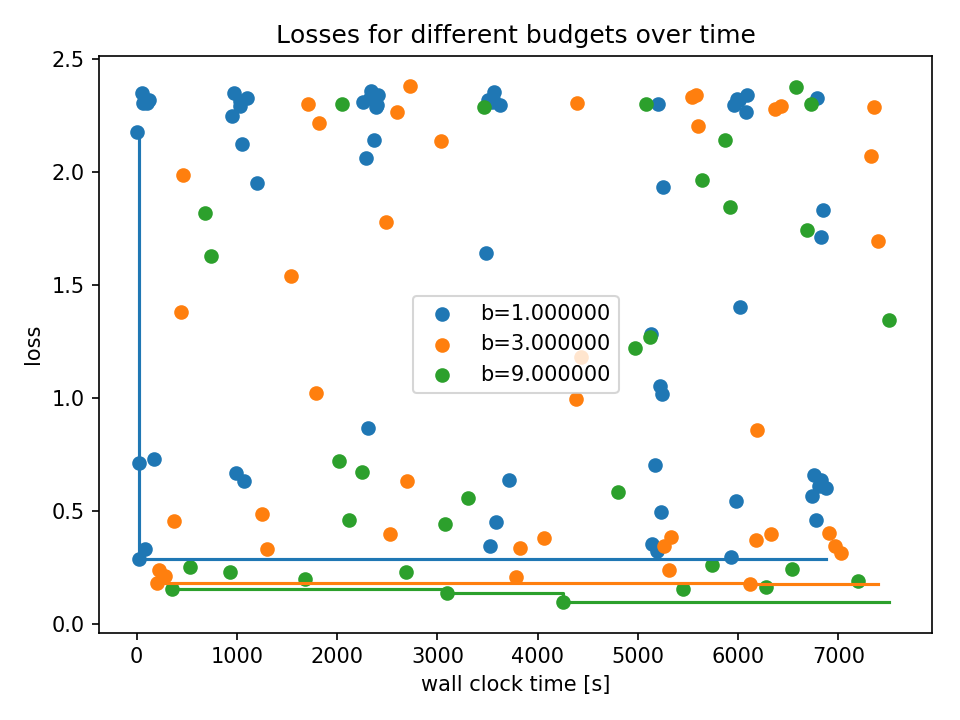 Losses for different budgets over time
2.5
2.0
1.5
1.0
0.5
0.0
loss
b=1.000000
b=3.000000
b=9.000000
0 1000 2000 3000 4000 5000 6000 7000
wall clock time [s]